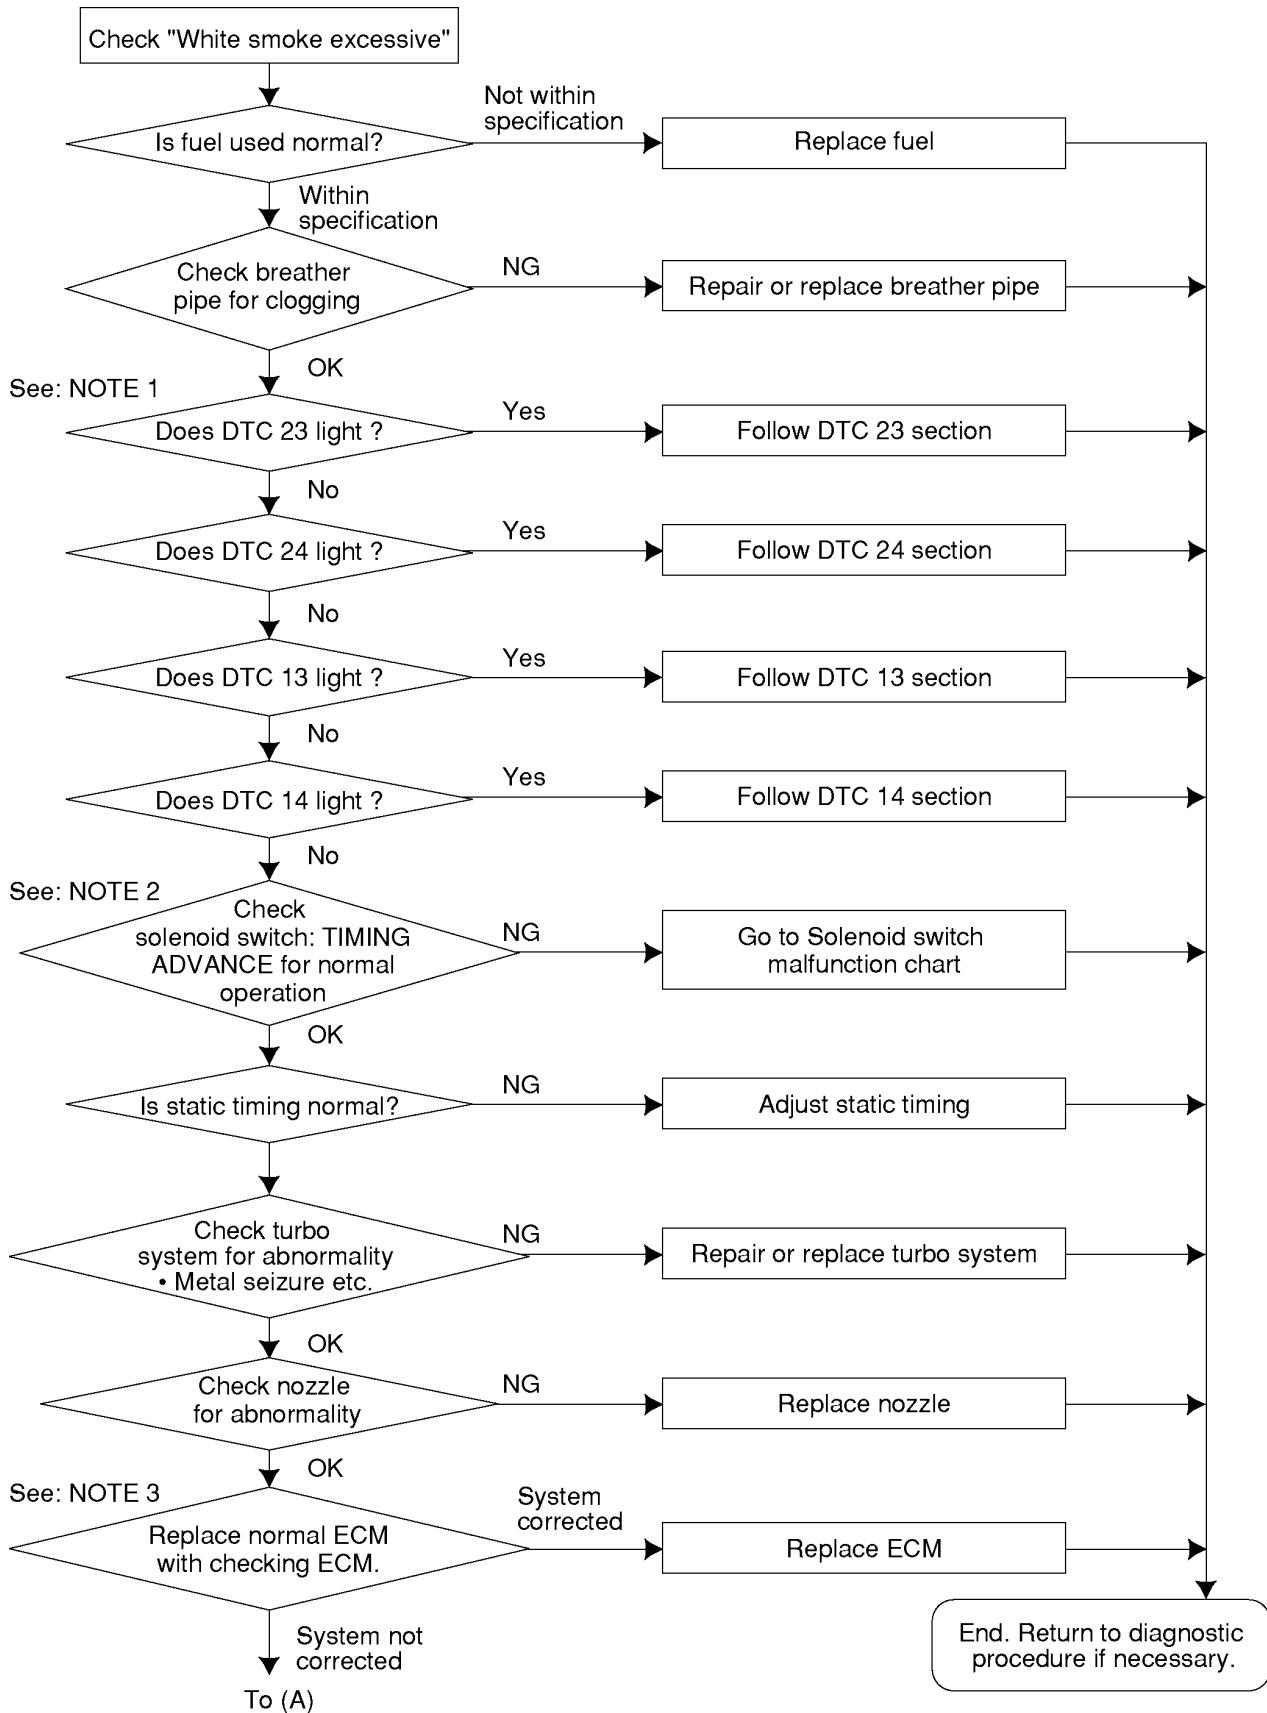 Check "White smoke excessive"
Is fuel used normal?
Not within
specification
Replace fuel
Within
specification
Check breather
pipe for clogging
NG
Repair or replace breather pipe
OK
See: NOTE 1
Does DTC 23 light ?
Yes
Follow DTC 23 section
No
Does DTC 24 light ?
Yes
Follow DTC 24 section
No
Does DTC 13 light ?
Yes
Follow DTC 13 section
No
Does DTC 14 light ?
Yes
Follow DTC 14 section
No
See: NOTE 2
Check
solenoid switch: TIMING
ADVANCE for normal
operation
NG
Go to Solenoid switch
malfunction chart
OK
Is static timing normal?
NG
Adjust static timing
Check turbo
system for abnormality
• Metal seizure etc.
NG
Repair or replace turbo system
OK
Check nozzle
for abnormality
NG
Replace nozzle
OK
See: NOTE 3
Replace normal ECM
with checking ECM.
System
corrected
Replace ECM
System not
corrected
To (A)
End. Return to diagnostic
procedure if necessary.